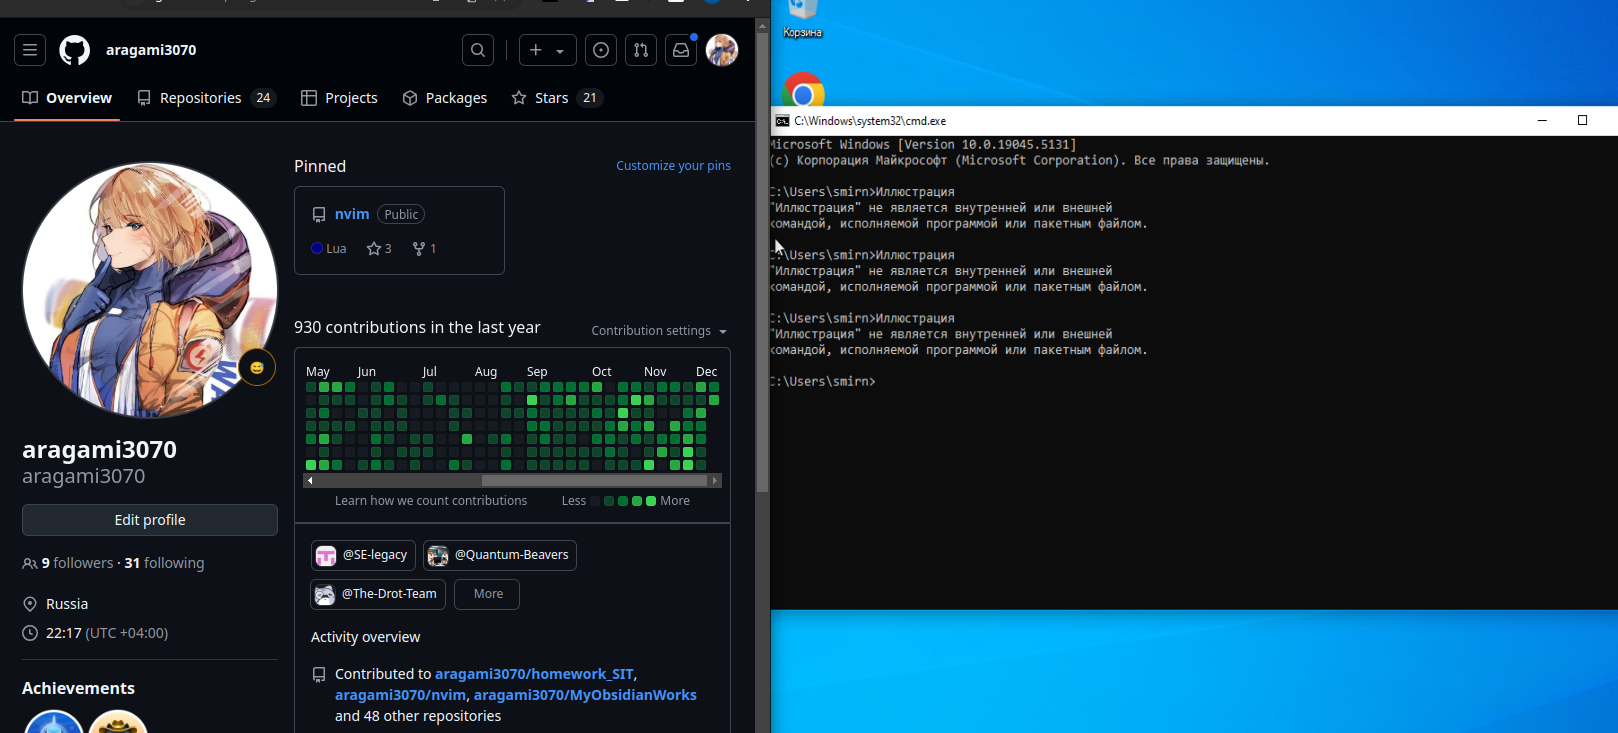 aragami3070
Overview
Repositories 24
Projects
Packages
Stars 21
Pinned
Customize your pins
nvim Public
Lua 3 1
930 contributions in the last year
Contribution settings
May Jun Jul Aug Sep Oct Nov Dec
Learn how we count contributions
Less More
@SE-legacy
@Quantum-Beavers
@The-Drot-Team
More
Activity overview
Contributed to aragami3070/homework_SIT,
aragami3070/nvim, aragami3070/MyObsidianWorks
and 48 other repositories
aragami3070
aragami3070
Edit profile
9 followers · 31 following
Russia
22:17 (UTC +04:00)
Achievements
Корзина
C:\Windows\system32\cmd.exe
Microsoft Windows [Version 10.0.19045.5131]
(c) Корпорация Майкрософт (Microsoft Corporation). Все права защищены.
C:\Users\smirn>Иллюстрация
"Иллюстрация" не является внутренней или внешней
командой, исполняемой программой или пакетным файлом.
C:\Users\smirn>Иллюстрация
"Иллюстрация" не является внутренней или внешней
командой, исполняемой программой или пакетным файлом.
C:\Users\smirn>Иллюстрация
"Иллюстрация" не является внутренней или внешней
командой, исполняемой программой или пакетным файлом.
C:\Users\smirn>